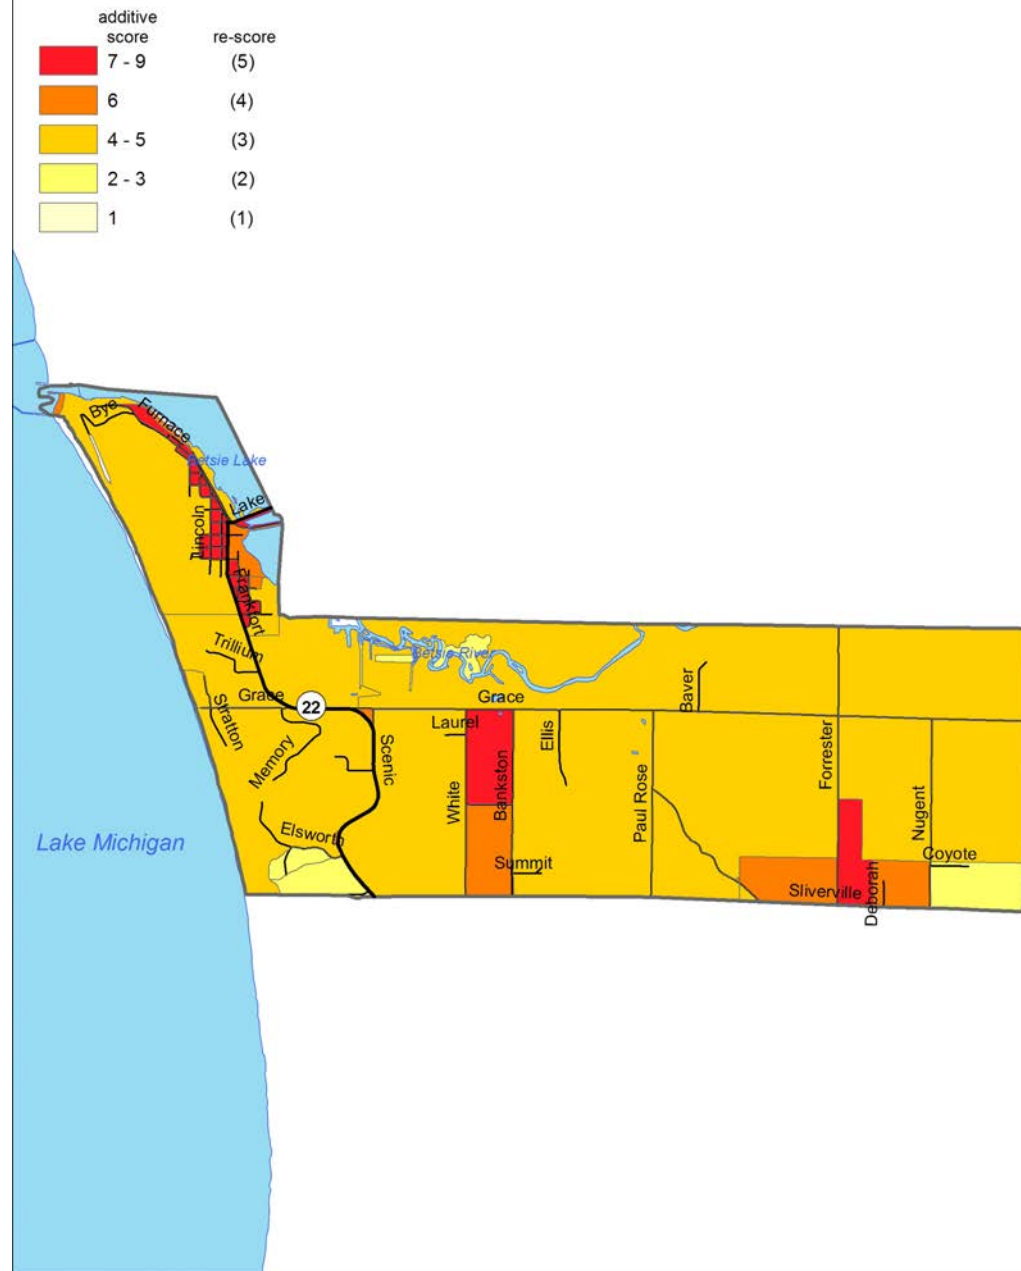 additive
score re-score
7 - 9 (5)
6 (4)
4 - 5 (3)
2 - 3 (2)
1 (1)
Bye
Furnace
Betsie Lake
Lake
Lincoln
Frankfort
Trillium
Betsie River
Grace
Grace
22
Baver
Stratton
Laurel
Ellis
Memory
Scenic
White
Bankston
Paul Rose
Forrester
Nugent
Elsworth
Lake Michigan
Summit
Coyote
Sliverville
Deborah